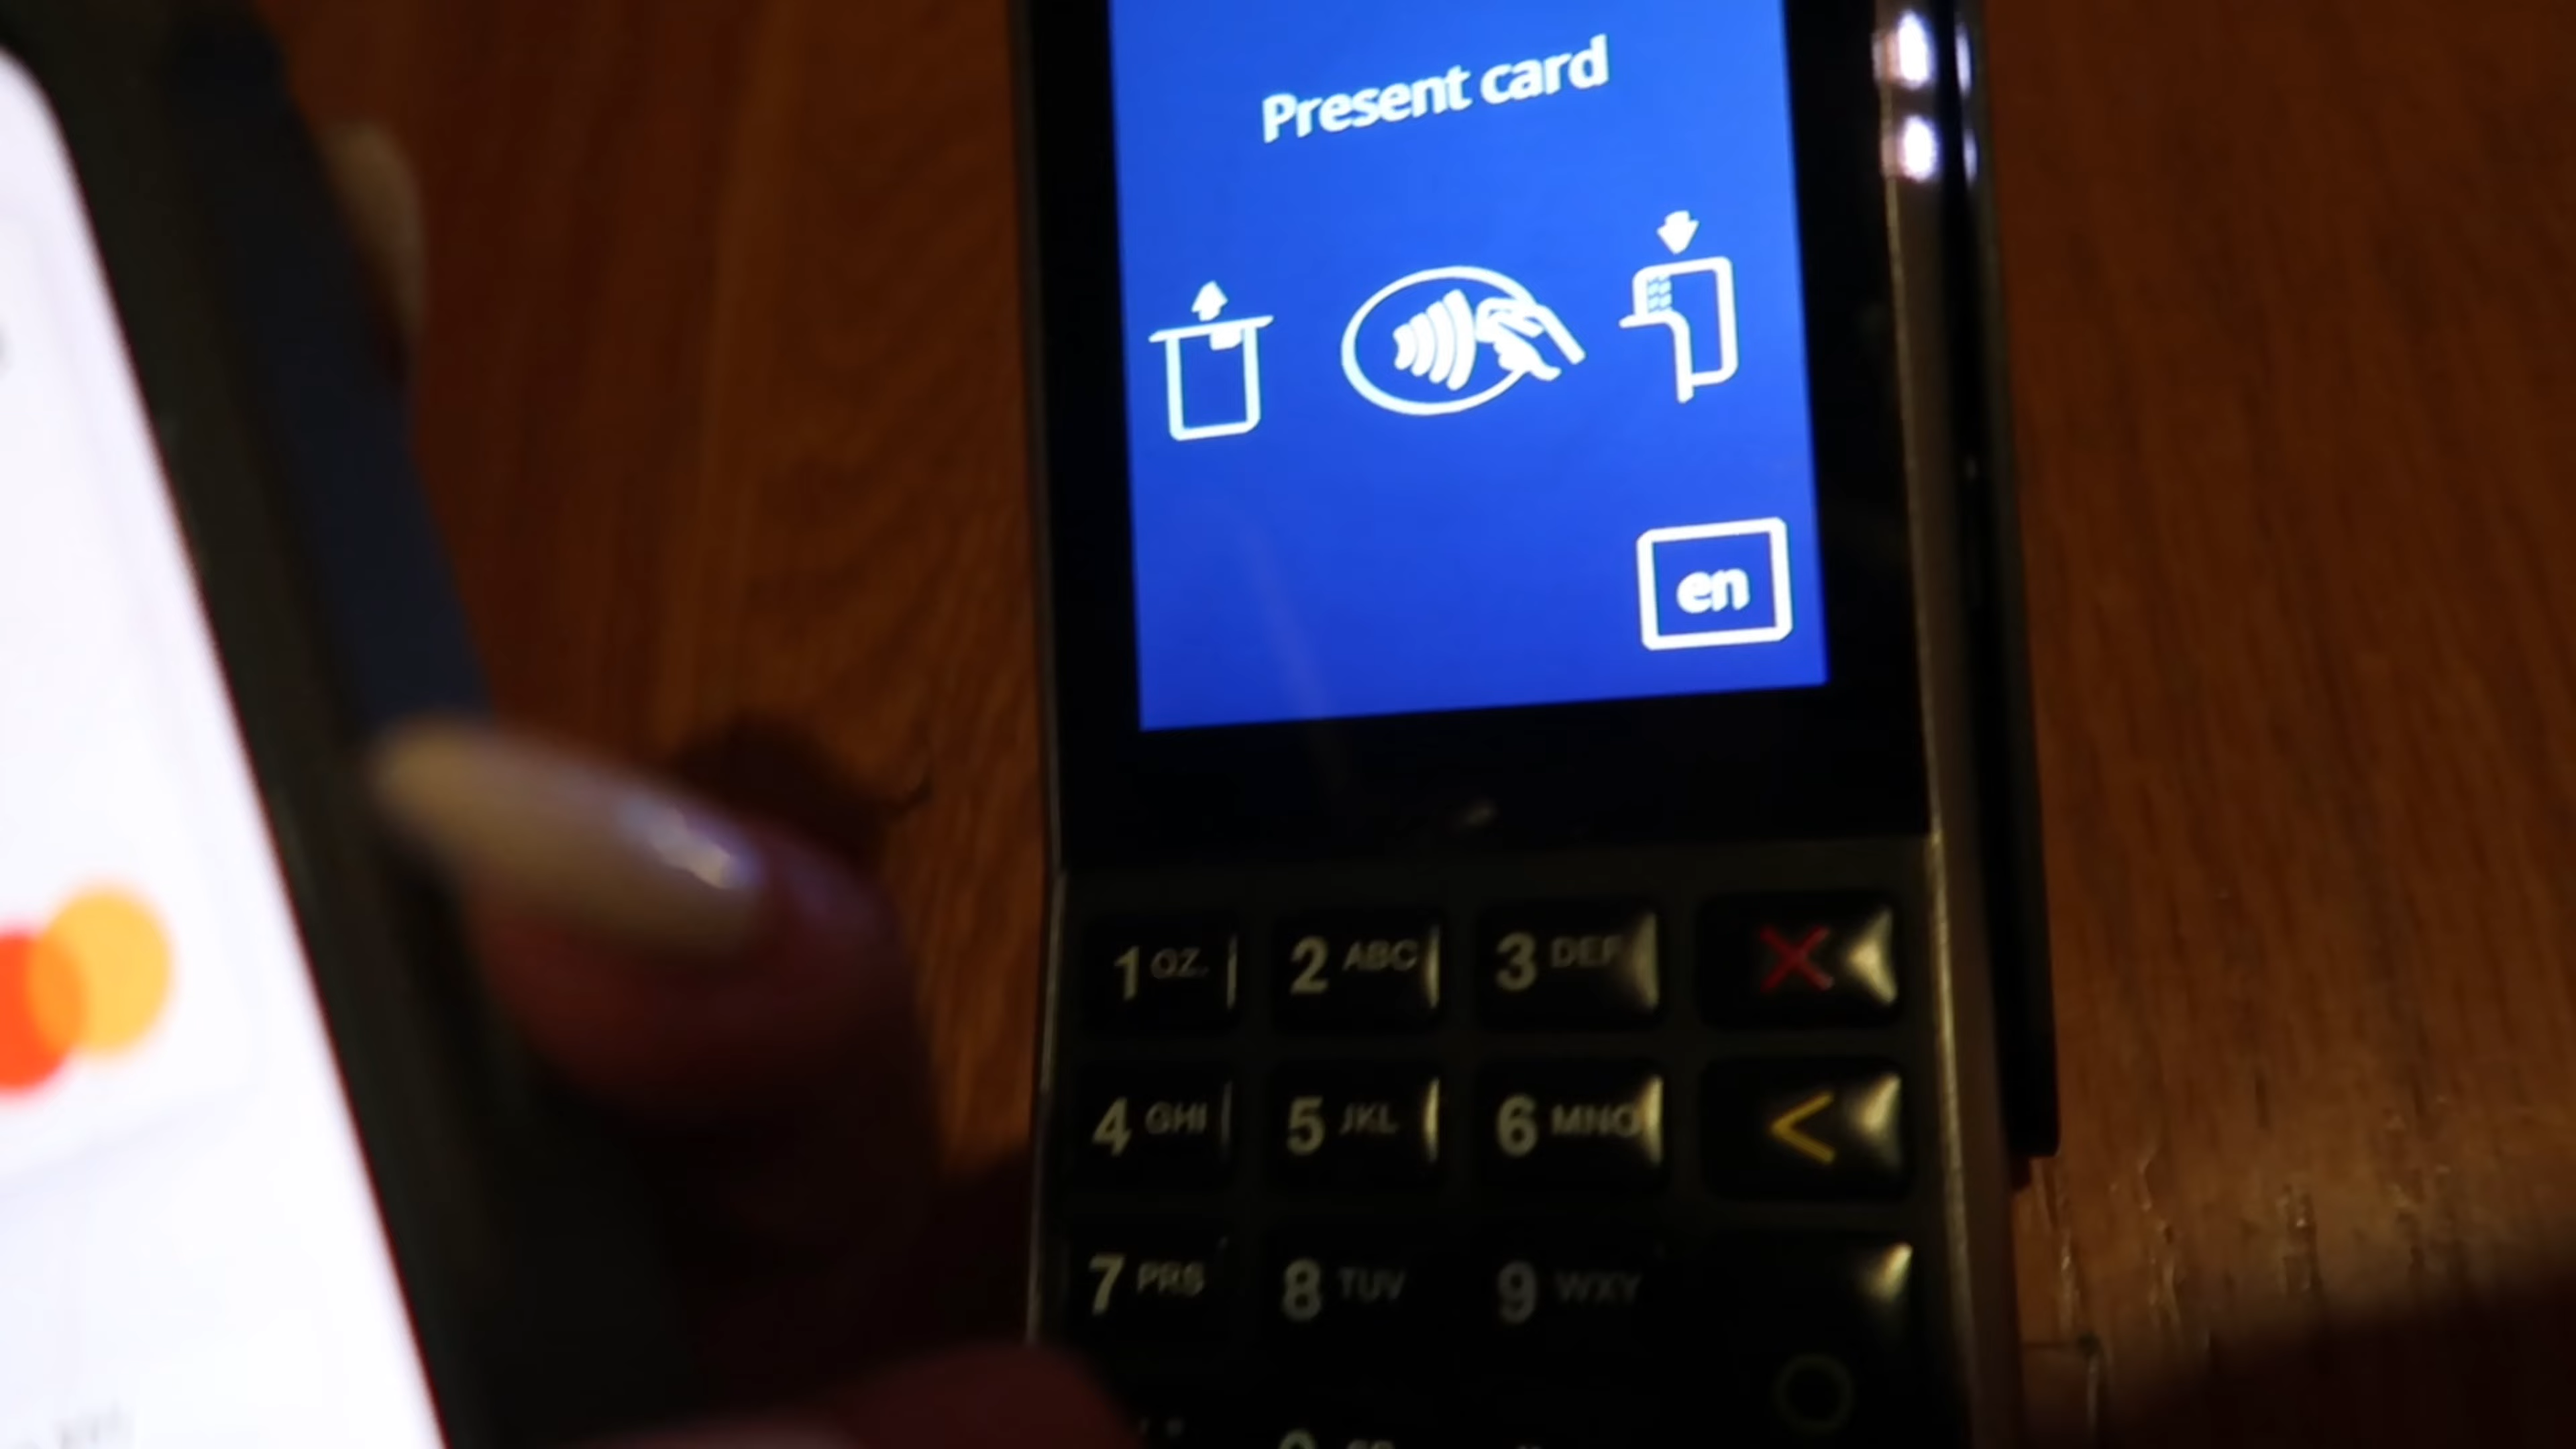 Present card
en
1 QZ.
2 ABC
3 DEF
4 GHI
5 JKL
6 MNO
<
7 PRS
8 TUV
9 WXY